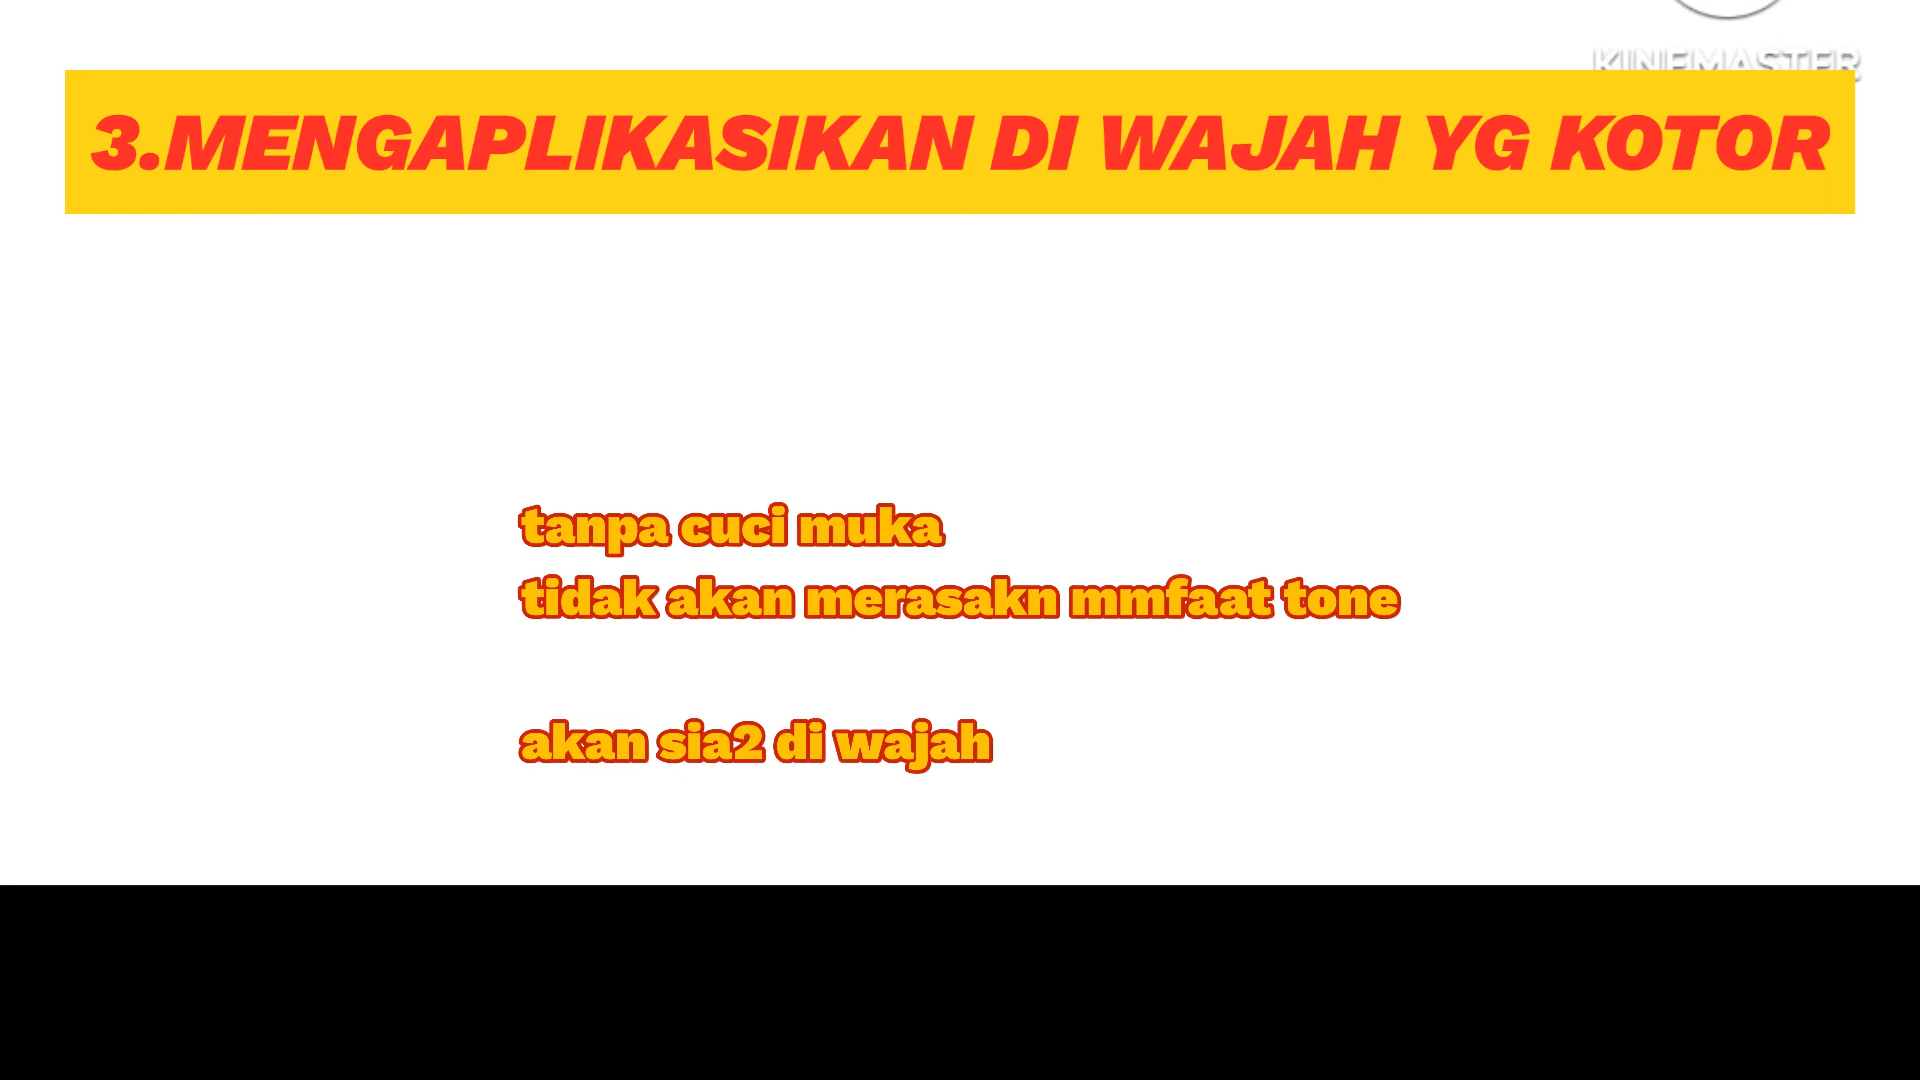 KINEMASTER
3.MENGAPLIKASIKAN DI WAJAH YG KOTOR
tanpa cuci muka
tidak akan merasakn mmfaat tone
akan sia2 di wajah